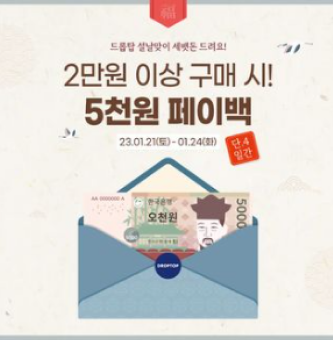 드롭탑 설날맞이 세뱃돈 드려요!
2만원 이상 구매 시!
5천원 페이백
23.01.21(토) - 01.24(화)
단 4
일간
AA 0000000 A
한국은행
오천원
5000
DROPTOP